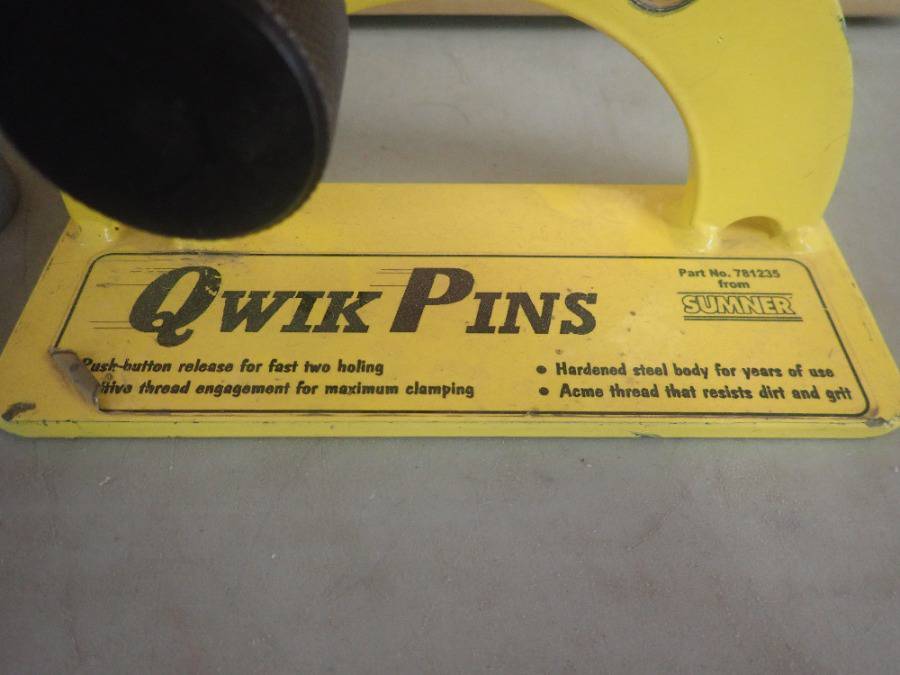 QWIK PINS
Part No. 781235
from
SUMNER
Push-button release for fast two holing
thread engagement for maximum clamping
• Hardened steel body for years of use
• Acme thread that resists dirt and grit